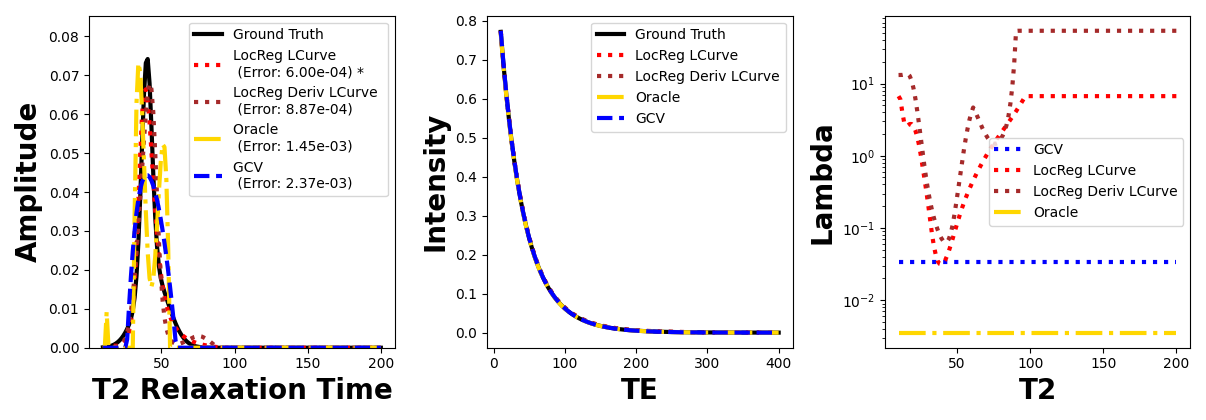 Amplitude
0.08
0.07
0.06
0.05
0.04
0.03
0.02
0.01
0.00
50
100
150
200
T2 Relaxation Time
Ground Truth
LocReg LCurve
(Error: 6.00e-04) *
LocReg Deriv LCurve
(Error: 8.87e-04)
Oracle
(Error: 1.45e-03)
GCV
(Error: 2.37e-03)
Intensity
0.8
0.7
0.6
0.5
0.4
0.3
0.2
0.1
0.0
0
100
200
300
400
TE
Ground Truth
LocReg LCurve
LocReg Deriv LCurve
Oracle
GCV
Lambda
10¹
10⁰
10⁻¹
10⁻²
50
100
150
200
T2
GCV
LocReg LCurve
LocReg Deriv LCurve
Oracle